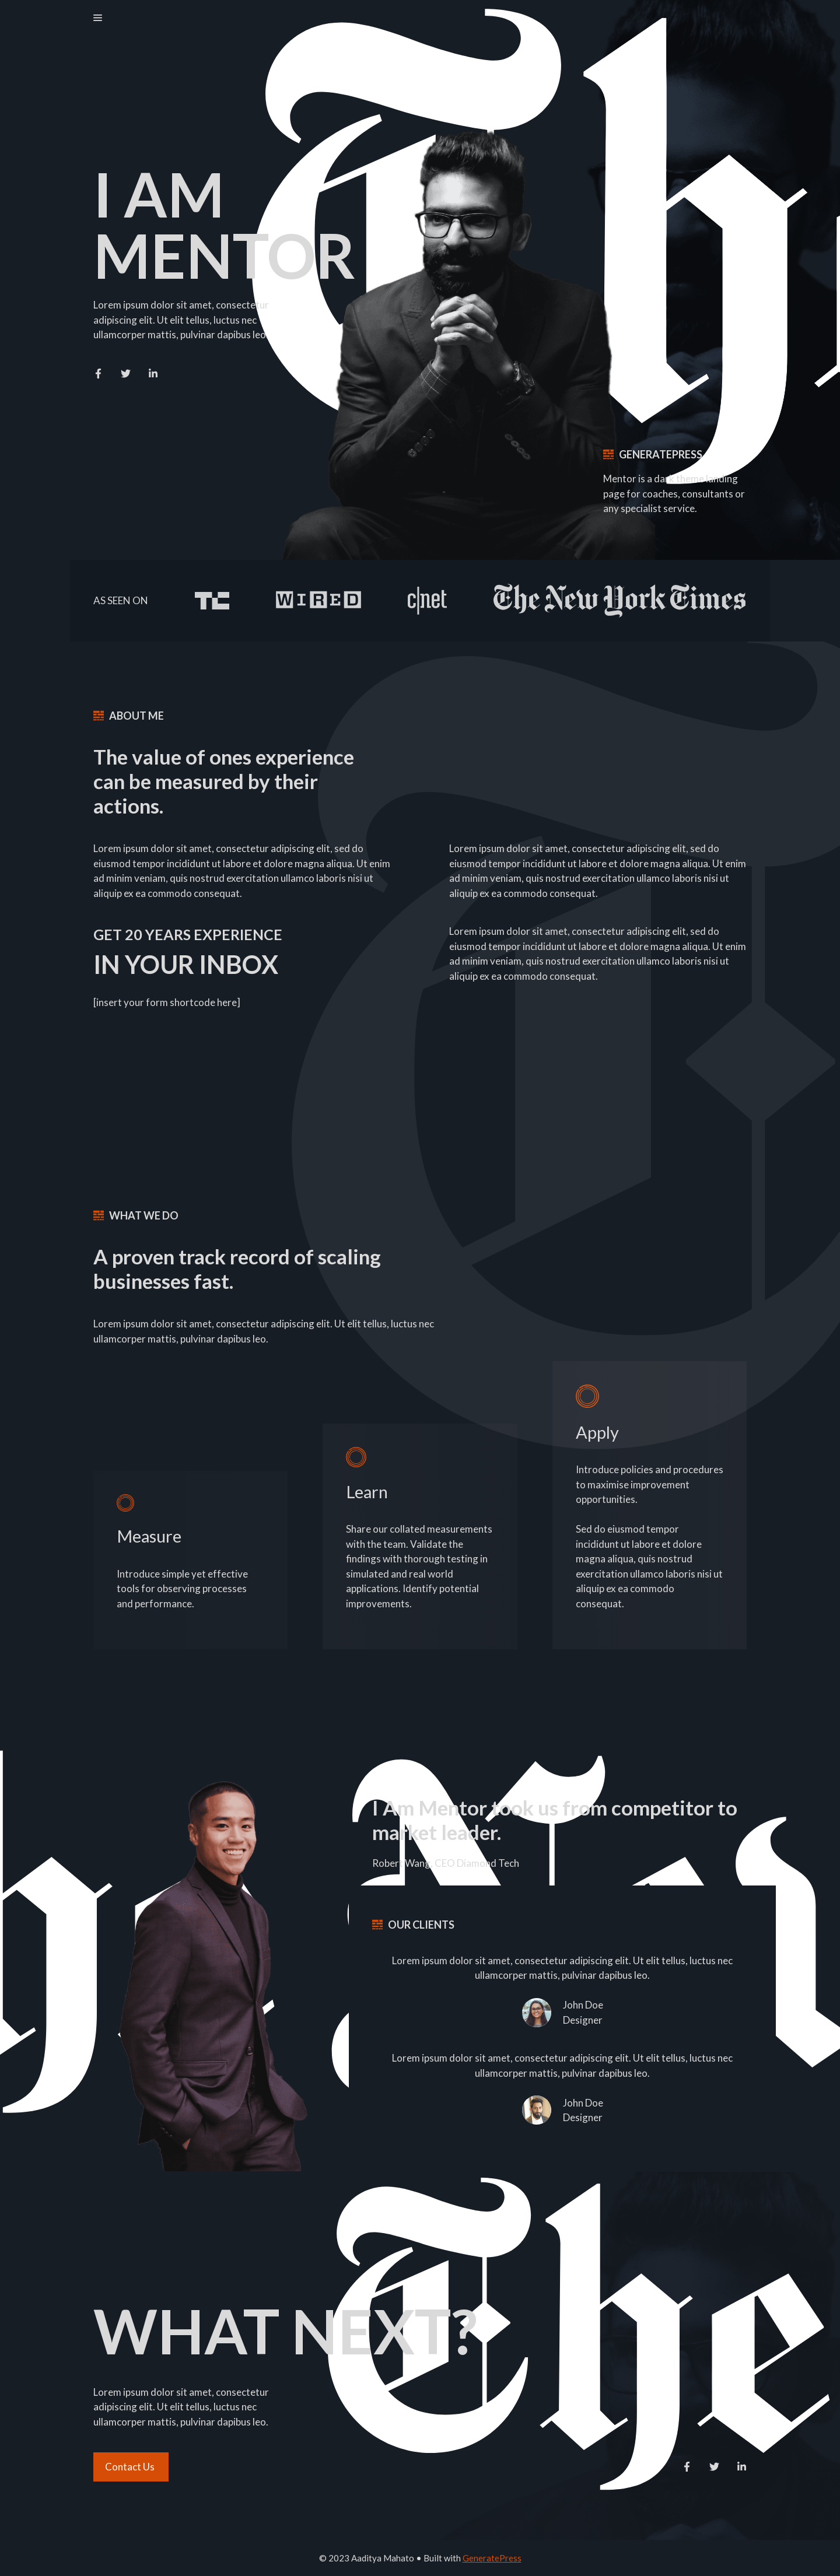 The
I AM
MENTOR
Lorem ipsum dolor sit amet, consectetur
adipiscing elit. Ut elit tellus, luctus nec
ullamcorper mattis, pulvinar dapibus leo.
GENERATEPRESS
Mentor is a dark theme landing
page for coaches, consultants or
any specialist service.
AS SEEN ON
TC
WIRED
c|net
The New York Times
ABOUT ME
The value of ones experience
can be measured by their
actions.
Lorem ipsum dolor sit amet, consectetur adipiscing elit, sed do
eiusmod tempor incididunt ut labore et dolore magna aliqua. Ut enim
ad minim veniam, quis nostrud exercitation ullamco laboris nisi ut
aliquip ex ea commodo consequat.
GET 20 YEARS EXPERIENCE
IN YOUR INBOX
[insert your form shortcode here]
Lorem ipsum dolor sit amet, consectetur adipiscing elit, sed do
eiusmod tempor incididunt ut labore et dolore magna aliqua. Ut enim
ad minim veniam, quis nostrud exercitation ullamco laboris nisi ut
aliquip ex ea commodo consequat.
Lorem ipsum dolor sit amet, consectetur adipiscing elit, sed do
eiusmod tempor incididunt ut labore et dolore magna aliqua. Ut enim
ad minim veniam, quis nostrud exercitation ullamco laboris nisi ut
aliquip ex ea commodo consequat.
WHAT WE DO
A proven track record of scaling
businesses fast.
Lorem ipsum dolor sit amet, consectetur adipiscing elit. Ut elit tellus, luctus nec
ullamcorper mattis, pulvinar dapibus leo.
Measure
Introduce simple yet effective
tools for observing processes
and performance.
Learn
Share our collated measurements
with the team. Validate the
findings with thorough testing in
simulated and real world
applications. Identify potential
improvements.
Apply
Introduce policies and procedures
to maximise improvement
opportunities.
Sed do eiusmod tempor
incididunt ut labore et dolore
magna aliqua, quis nostrud
exercitation ullamco laboris nisi ut
aliquip ex ea commodo
consequat.
I Am Mentor took us from competitor to
market leader.
Robert Wang, CEO Diamond Tech
OUR CLIENTS
Lorem ipsum dolor sit amet, consectetur adipiscing elit. Ut elit tellus, luctus nec
ullamcorper mattis, pulvinar dapibus leo.
John Doe
Designer
Lorem ipsum dolor sit amet, consectetur adipiscing elit. Ut elit tellus, luctus nec
ullamcorper mattis, pulvinar dapibus leo.
John Doe
Designer
The
WHAT NEXT?
Lorem ipsum dolor sit amet, consectetur
adipiscing elit. Ut elit tellus, luctus nec
ullamcorper mattis, pulvinar dapibus leo.
Contact Us
© 2023 Aaditya Mahato • Built with GeneratePress